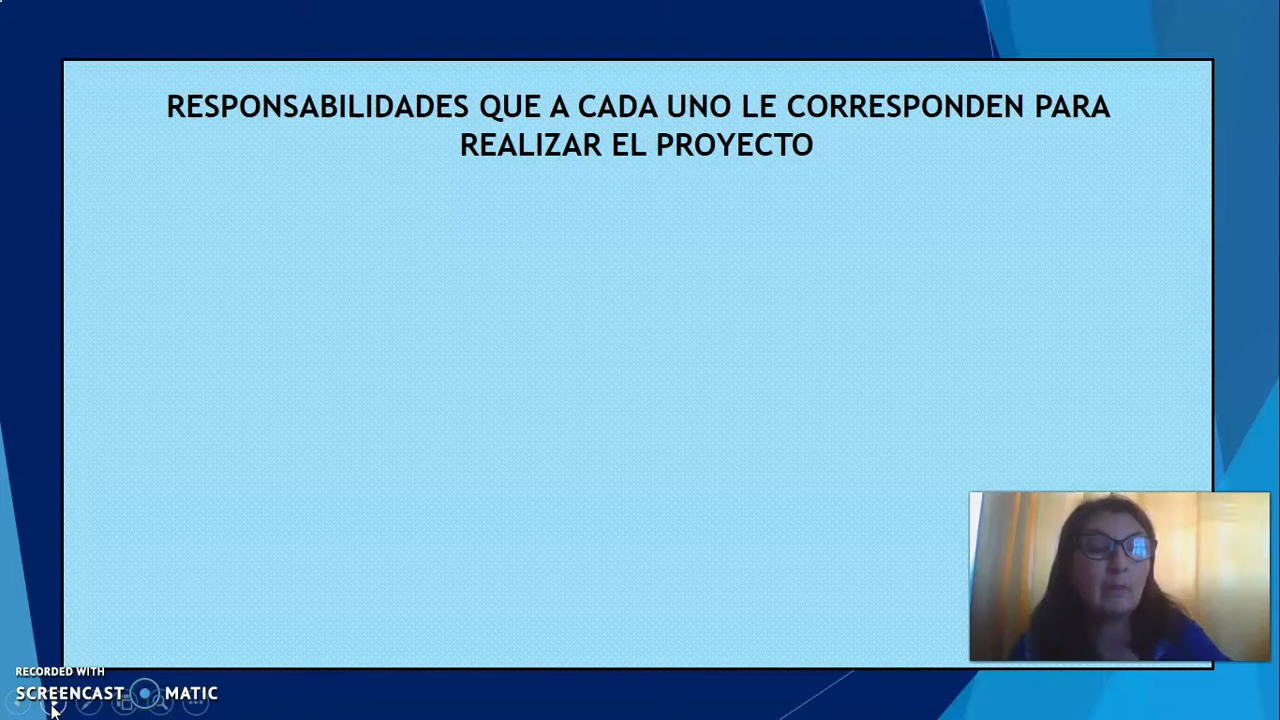 RESPONSABILIDADES QUE A CADA UNO LE CORRESPONDEN PARA
REALIZAR EL PROYECTO
RECORDED WITH
SCREENCAST MATIC